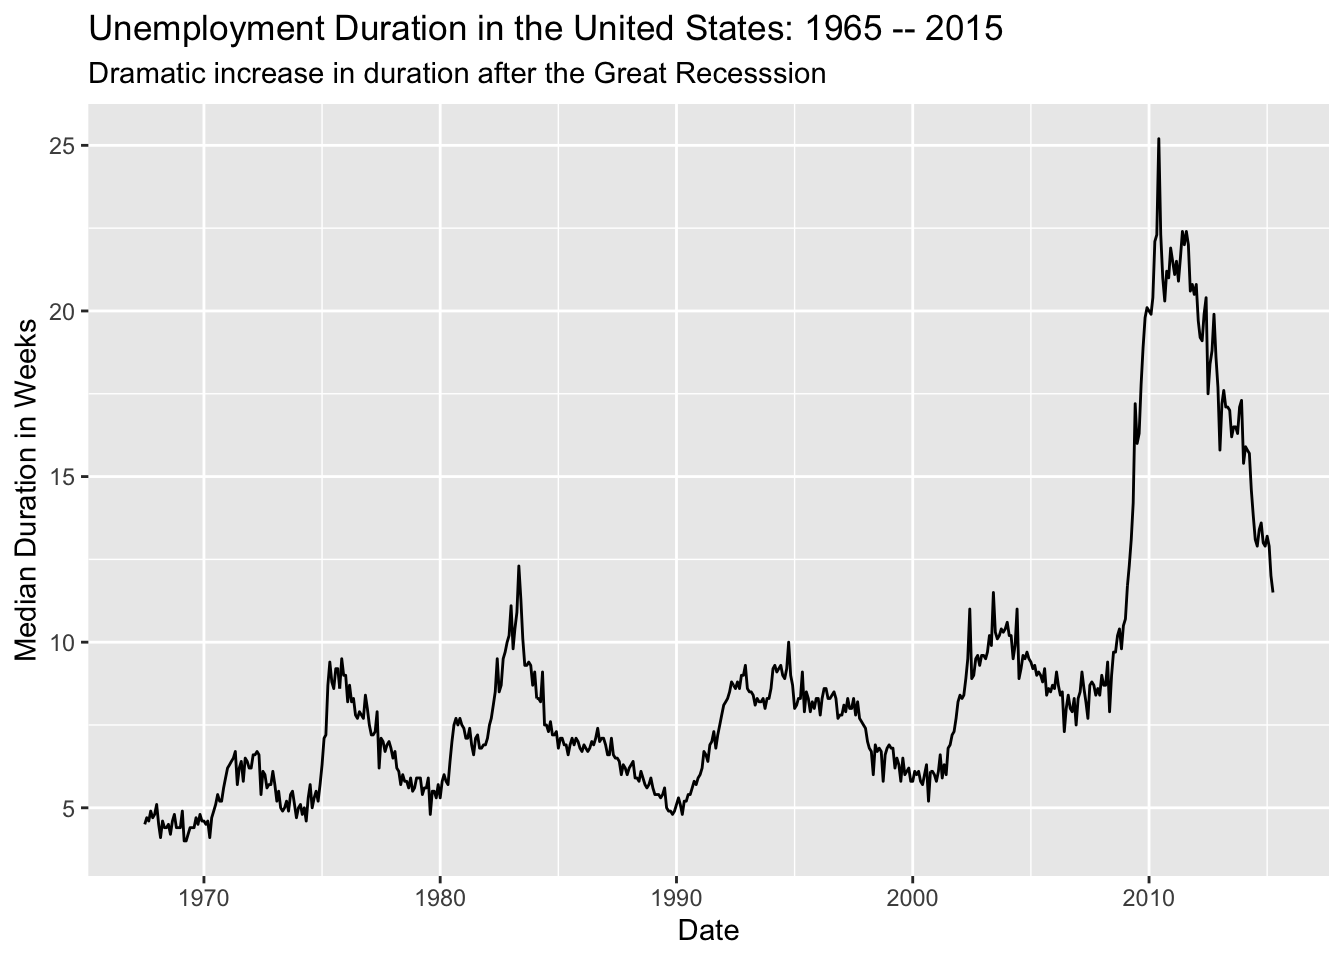 Unemployment Duration in the United States: 1965 -- 2015
Dramatic increase in duration after the Great Recesssion
Median Duration in Weeks
25
20
15
10
5
1970 1980 1990 2000 2010
Date